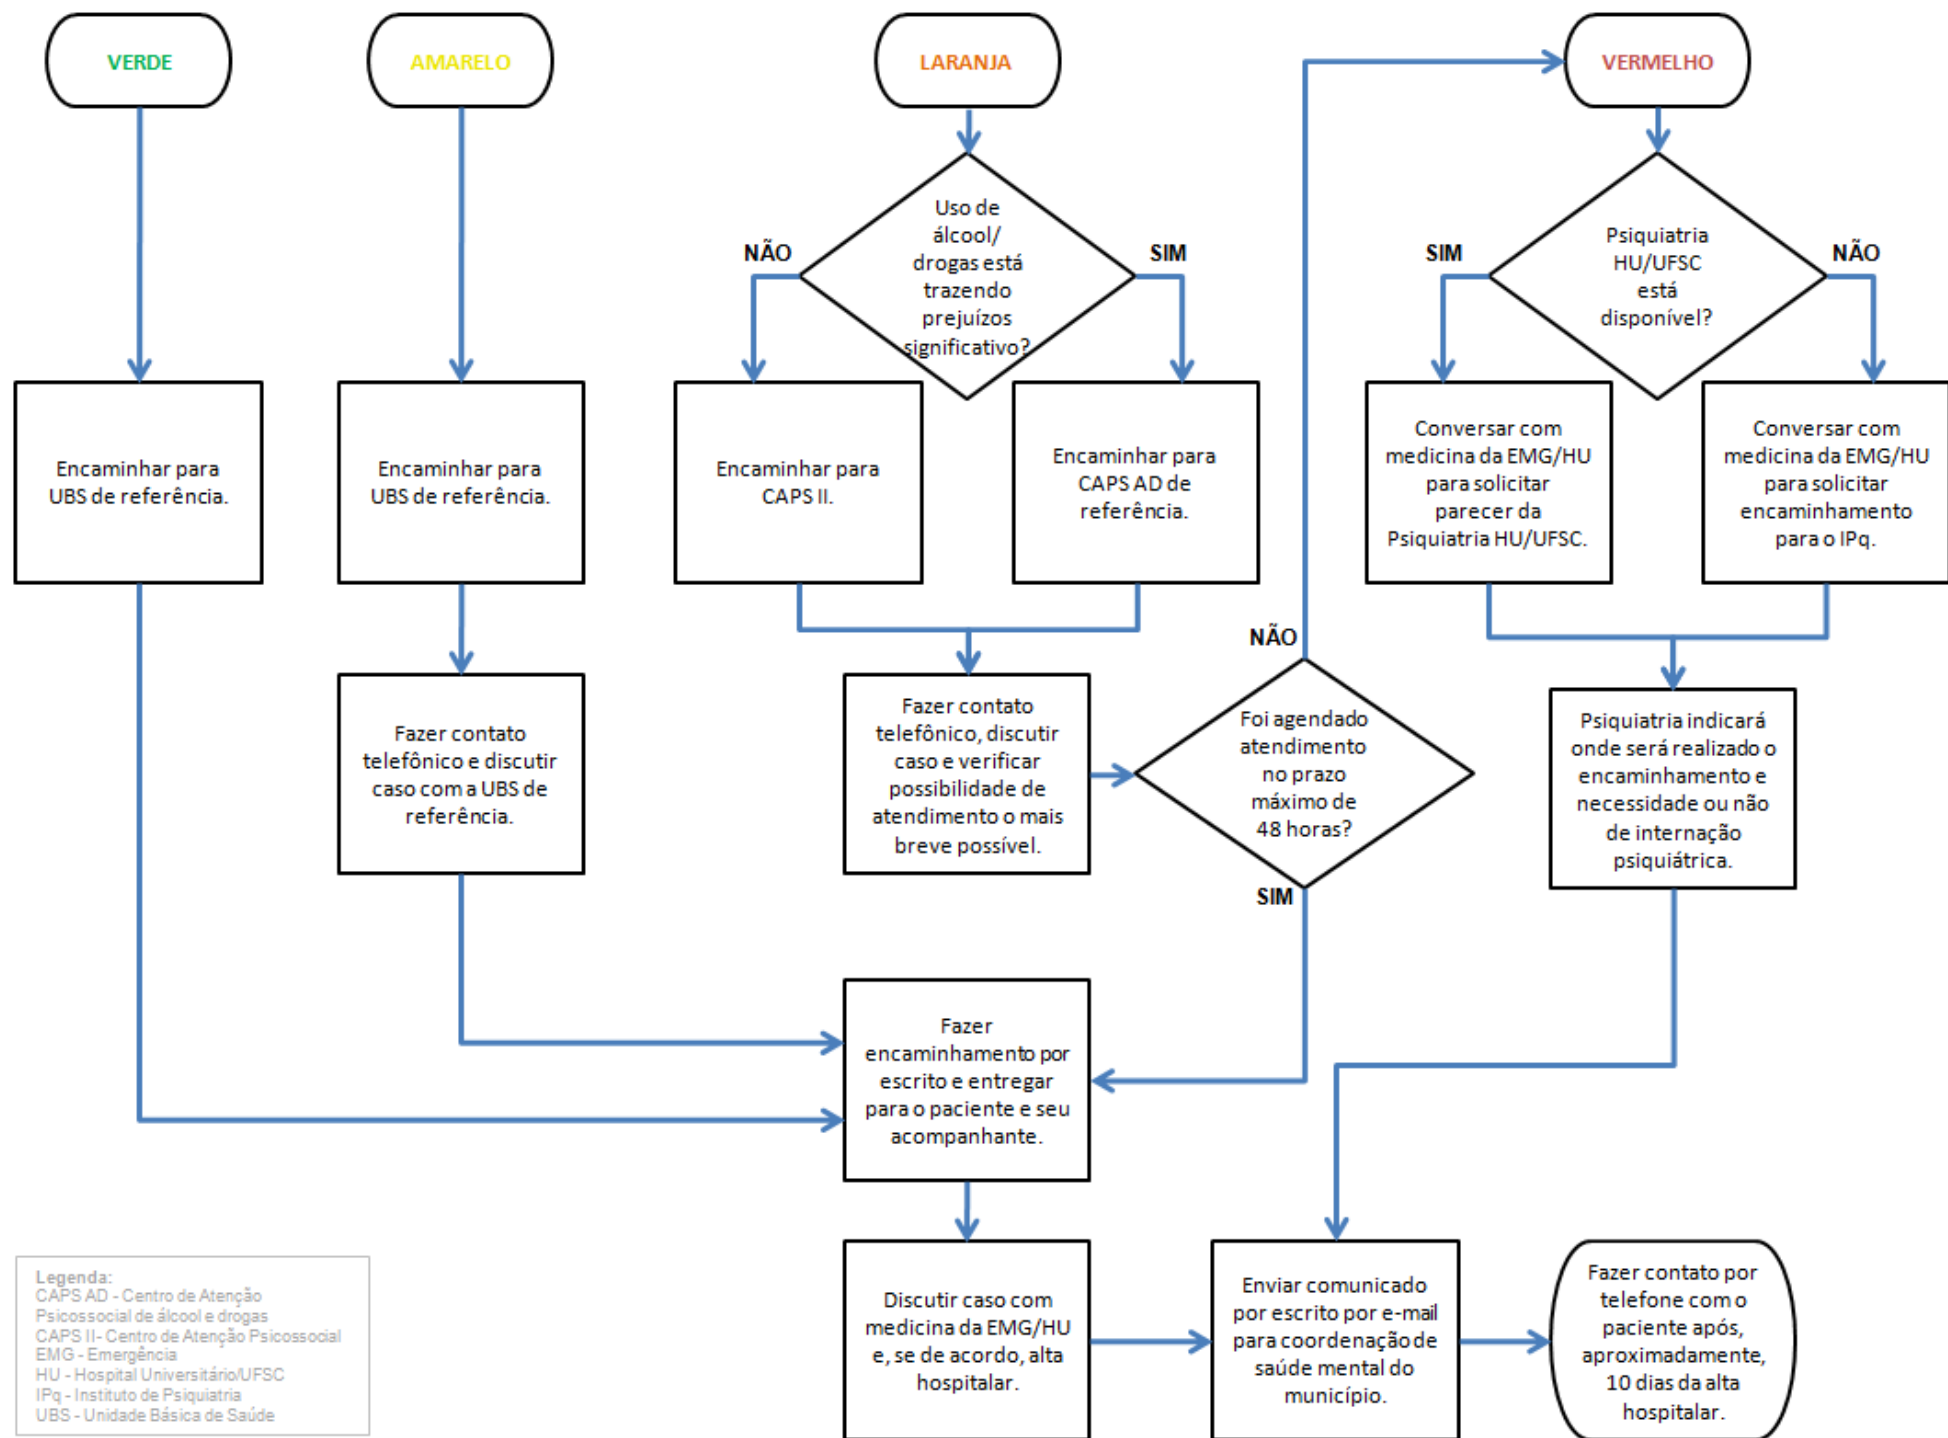 VERDE
AMARELO
LARANJA
VERMELHO
Uso de
álcool/
drogas está
trazendo
prejuízos
significativo?
NÃO
SIM
Psiquiatria
HU/UFSC
está
disponível?
SIM
NÃO
Encaminhar para
UBS de referência.
Encaminhar para
UBS de referência.
Encaminhar para
CAPS II.
Encaminhar para
CAPS AD de
referência.
Conversar com
medicina da EMG/HU
para solicitar
parecer da
Psiquiatria HU/UFSC.
Conversar com
medicina da EMG/HU
para solicitar
encaminhamento
para o IPq.
Fazer contato
telefônico e discutir
caso com a UBS de
referência.
Fazer contato
telefônico, discutir
caso e verificar
possibilidade de
atendimento o mais
breve possível.
NÃO
Foi agendado
atendimento
no prazo
máximo de
48 horas?
SIM
Psiquiatria indicará
onde será realizado o
encaminhamento e
necessidade ou não
de internação
psiquiátrica.
Fazer
encaminhamento por
escrito e entregar
para o paciente e seu
acompanhante.
Discutir caso com
medicina da EMG/HU
e, se de acordo, alta
hospitalar.
Enviar comunicado
por escrito por e-mail
para coordenação de
saúde mental do
município.
Fazer contato por
telefone com o
paciente após,
aproximadamente,
10 dias da alta
hospitalar.
Legenda:
CAPS AD - Centro de Atenção
Psicossocial de álcool e drogas
CAPS II- Centro de Atenção Psicossocial
EMG - Emergência
HU - Hospital Universitário/UFSC
IPq - Instituto de Psiquiatria
UBS - Unidade Básica de Saúde